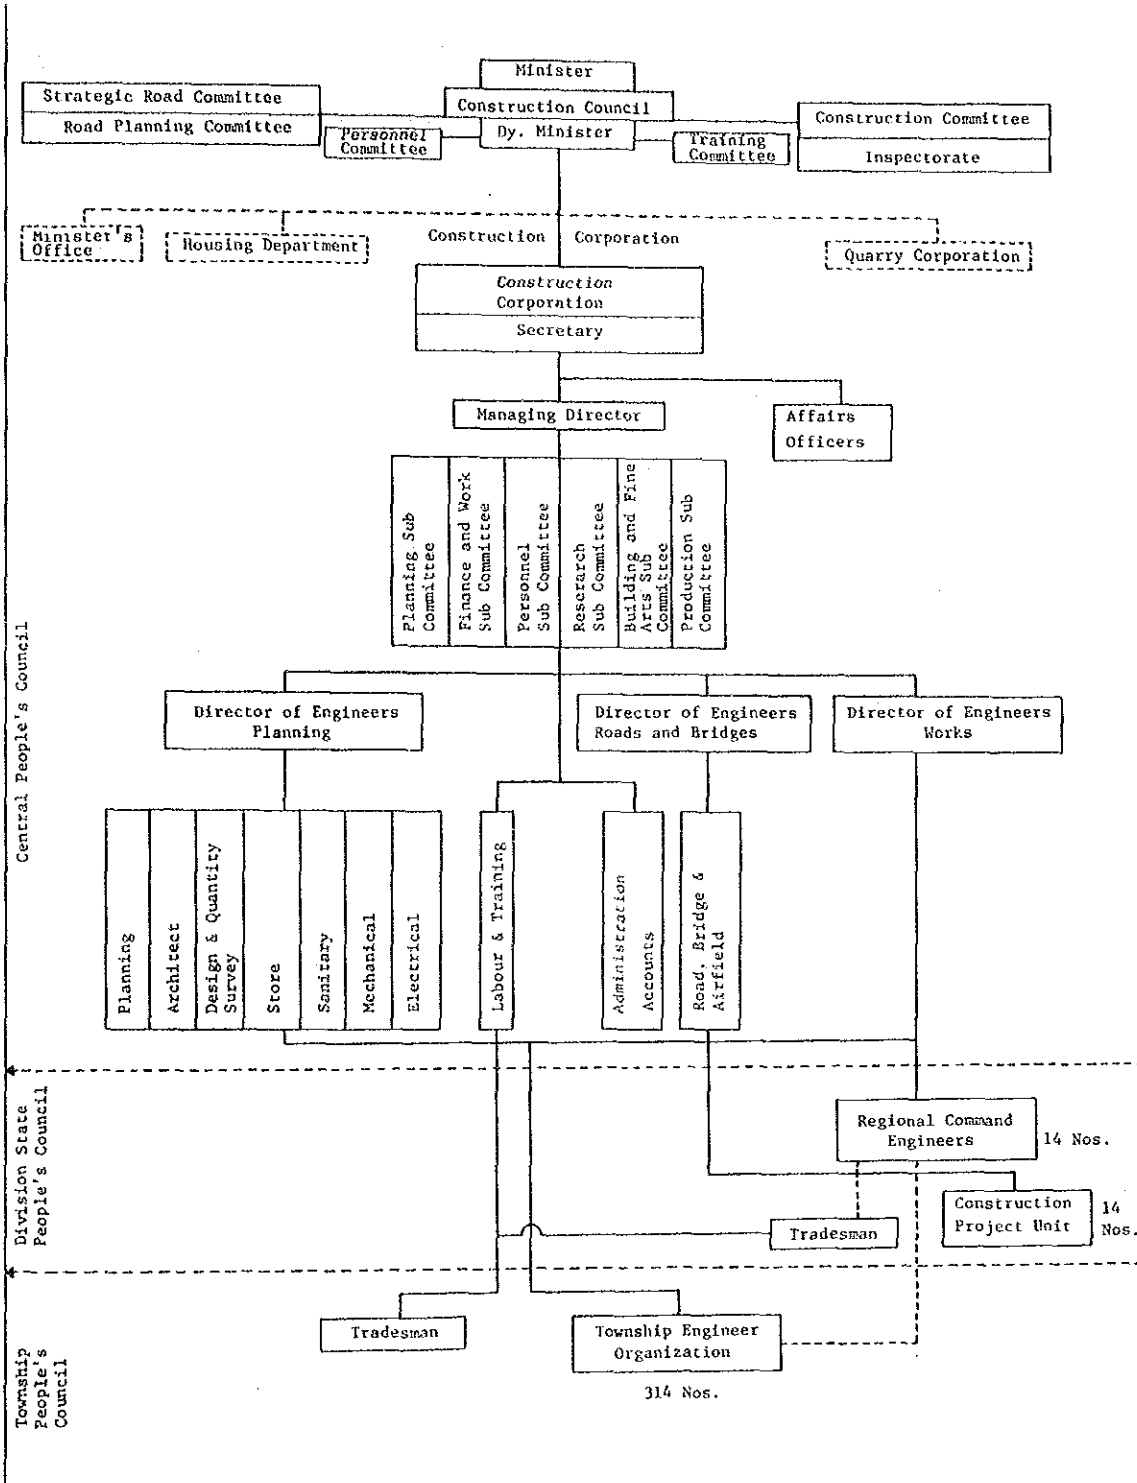 Minister
Strategic Road Committee
Construction Council
Construction Committee
Road Planning Committee
Personnel
Committee
Dy. Minister
Training
Committee
Inspectorate
Minister's
Office
Housing Department
Construction Corporation
Quarry Corporation
Construction
Corporation
Secretary
Managing Director
Affairs
Officers
Planning Sub
Committee
Finance and Work
Sub Committee
Personnel
Sub Committee
Reserarch
Sub Committee
Building and Fine
Arts Sub
Committee
Production Sub
Committee
Central People's Council
Director of Engineers
Planning
Director of Engineers
Roads and Bridges
Director of Engineers
Works
Planning
Architect
Design & Quantity
Survey
Store
Sanitary
Mechanical
Electrical
Labour & Training
Administration
Accounts
Road, Bridge &
Airfield
Division State
People's Council
Regional Command
Engineers
14 Nos.
Construction
Project Unit
14
Nos.
Tradesman
Township
People's
Council
Tradesman
Township Engineer
Organization
314 Nos.